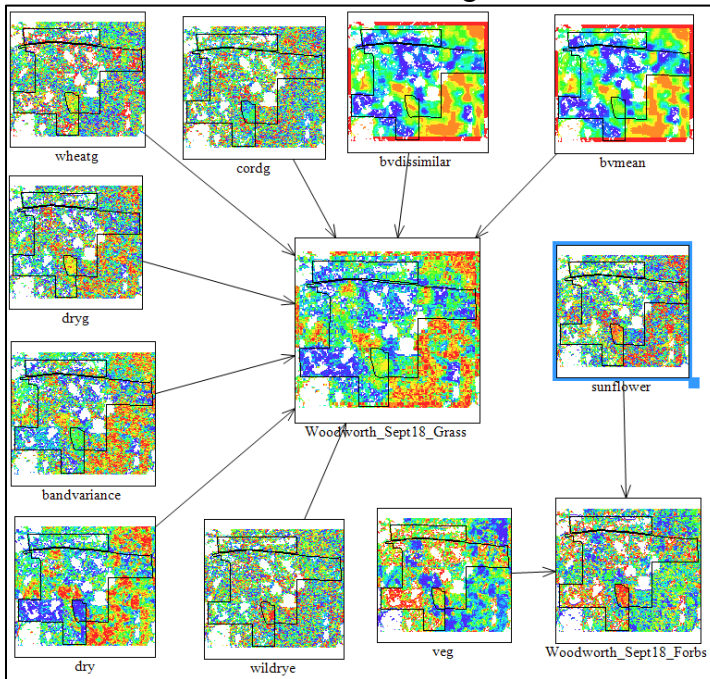 wheatg
cordg
bvdissimilar
bvmean
dryg
sunflower
Woodworth_Sept18_Grass
bandvariance
dry
wildrye
veg
Woodworth_Sept18_Forbs